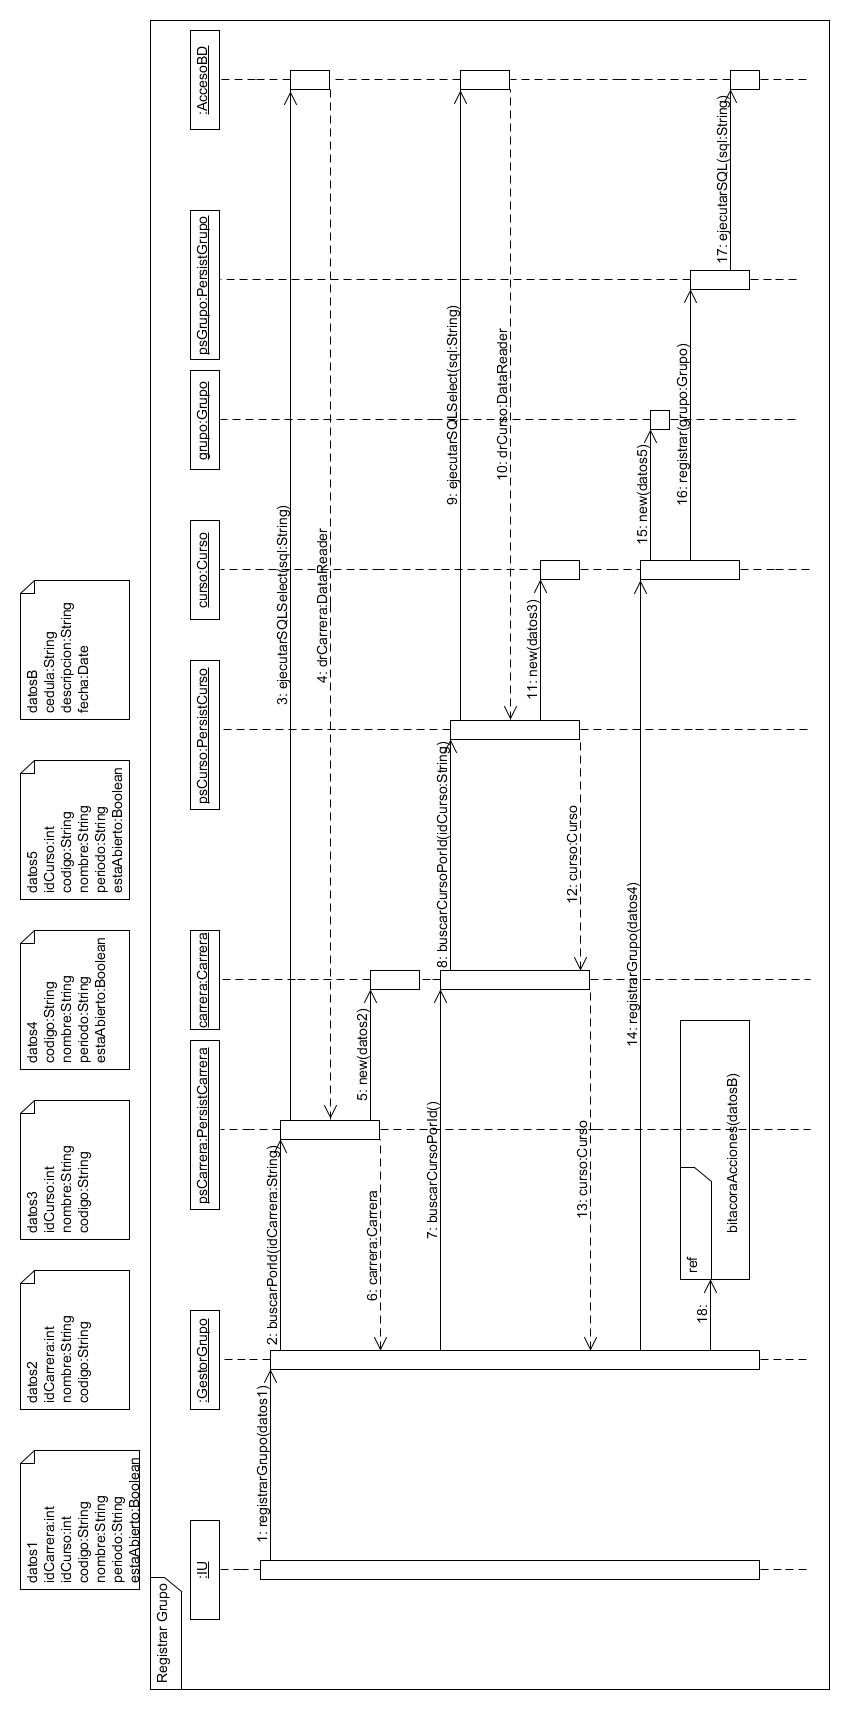 datos1
idCarrera:int
idCurso:int
codigo:String
nombre:String
periodo:String
estaAbierto:Boolean
datos2
idCarrera:int
nombre:String
codigo:String
datos3
idCurso:int
nombre:String
codigo:String
datos4
codigo:String
nombre:String
periodo:String
estaAbierto:Boolean
datos5
idCurso:int
codigo:String
nombre:String
periodo:String
estaAbierto:Boolean
datosB
cedula:String
descripcion:String
fecha:Date
Registrar Grupo
:IU
:GestorGrupo
psCarrera:PersistCarrera
carrera:Carrera
psCurso:PersistCurso
curso:Curso
grupo:Grupo
psGrupo:PersistGrupo
:AccesoBD
1: registrarGrupo(datos1)
2: buscarPorId(idCarrera:String)
3: ejecutarSQLSelect(sql:String)
4: drCarrera:DataReader
5: new(datos2)
6: carrera:Carrera
7: buscarCursoPorId()
8: buscarCursoPorId(idCurso:String)
9: ejecutarSQLSelect(sql:String)
10: drCurso:DataReader
11: new(datos3)
12: curso:Curso
13: curso:Curso
14: registrarGrupo(datos4)
15: new(datos5)
16: registrar(grupo:Grupo)
17: ejecutarSQL(sql:String)
18:
ref
bitacoraAcciones(datosB)